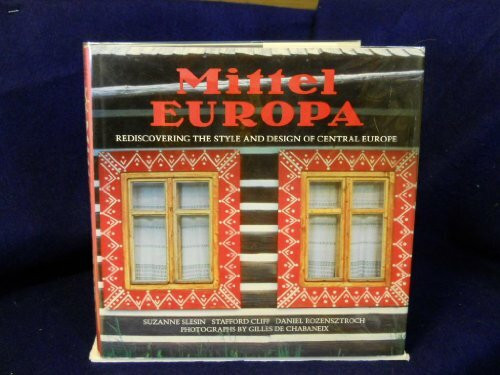 Mittel
EUROPA
REDISCOVERING THE STYLE AND DESIGN OF CENTRAL EUROPE
SUZANNE SLESIN STAFFORD CLIFF DANIEL ROZENSZTROCH
PHOTOGRAPHS BY GILLES DE CHABANEIX